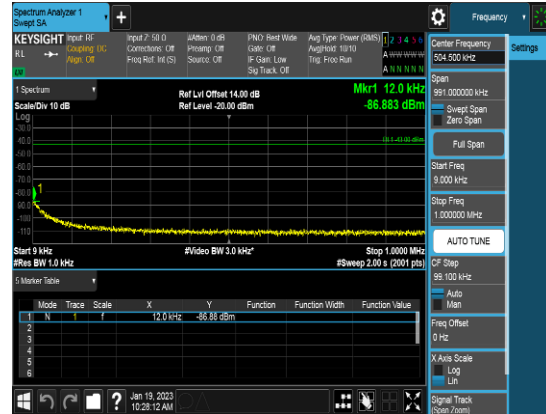 Spectrum Analyzer 1
Swept SA
+
Frequency
KEYSIGHT
RL
Input: RF
Coupling: DC
Align: Off
Input Z: 50 Ω
Corrections: Off
Freq Ref: Int (S)
#Atten: 0 dB
Preamp: Off
Source: Off
PNO: Best Wide
Gate: Off
IF Gain: Low
Sig Track: Off
Avg Type: Power (RMS)
Avg|Hold: 10/10
Trig: Free Run
1 2 3 4 5 6
A W W W W W
A N N N N N
1 Spectrum
Scale/Div 10 dB
Log
Ref Lvl Offset 14.00 dB
Ref Level -20.00 dBm
Mkr1 12.0 kHz
-86.883 dBm
-30.0
-40.0
-50.0
-60.0
-70.0
-80.0
-90.0
-100
-110
1
Start 9 kHz
#Res BW 1.0 kHz
#Video BW 3.0 kHz*
Stop 1.0000 MHz
#Sweep 2.00 s (2001 pts)
5 Marker Table
Mode Trace Scale X Y Function Function Width Function Value
1 N 1 f 12.0 kHz -86.88 dBm
2
3
4
5
6
Center Frequency
504.500 kHz
Settings
Span
991.000000 kHz
Swept Span
Zero Span
Full Span
Start Freq
9.000 kHz
Stop Freq
1.000000 MHz
AUTO TUNE
CF Step
99.100 kHz
Auto
Man
Freq Offset
0 Hz
X Axis Scale
Log
Lin
Signal Track
(Span Zoom)
?
Jan 19, 2023
10:28:12 AM